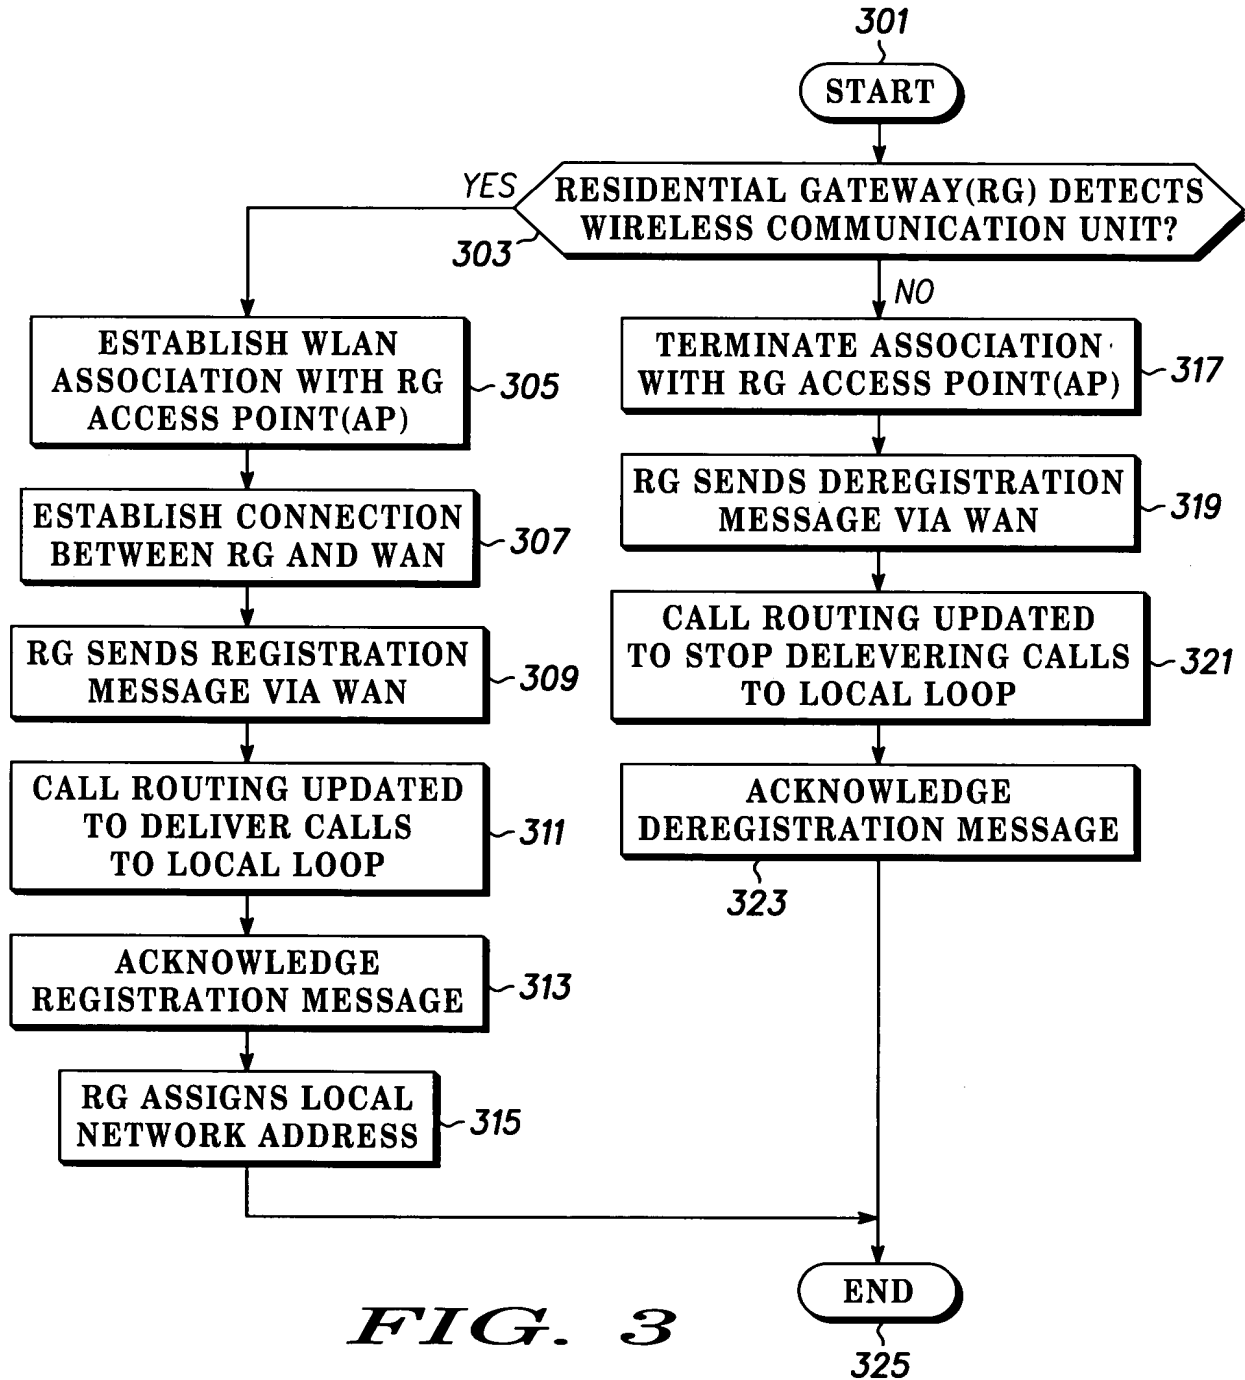 301
START
RESIDENTIAL GATEWAY(RG) DETECTS
WIRELESS COMMUNICATION UNIT?
YES
303
NO
ESTABLISH WLAN
ASSOCIATION WITH RG
ACCESS POINT(AP)
305
ESTABLISH CONNECTION
BETWEEN RG AND WAN
307
RG SENDS REGISTRATION
MESSAGE VIA WAN
309
CALL ROUTING UPDATED
TO DELIVER CALLS
TO LOCAL LOOP
311
ACKNOWLEDGE
REGISTRATION MESSAGE
313
RG ASSIGNS LOCAL
NETWORK ADDRESS
315
TERMINATE ASSOCIATION
WITH RG ACCESS POINT(AP)
317
RG SENDS DEREGISTRATION
MESSAGE VIA WAN
319
CALL ROUTING UPDATED
TO STOP DELEVERING CALLS
TO LOCAL LOOP
321
ACKNOWLEDGE
DEREGISTRATION MESSAGE
323
END
325
FIG. 3